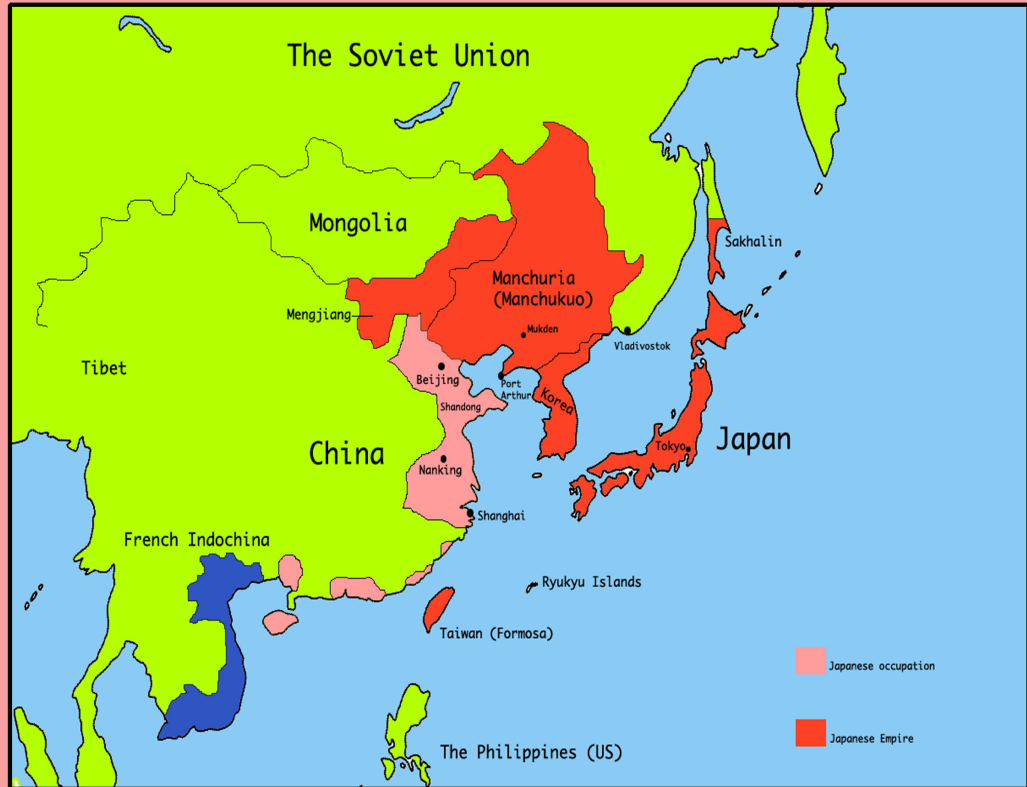 The Soviet Union
Mongolia
Sakhalin
Manchuria
(Manchukuo)
Mengjiang
Mukden
Vladivostok
Tibet
Beijing
Port
Arthur
Korea
Shandong
China
Japan
Tokyo
Nanking
Shanghai
French Indochina
Ryukyu Islands
Taiwan (Formosa)
Japanese occupation
Japanese Empire
The Philippines (US)